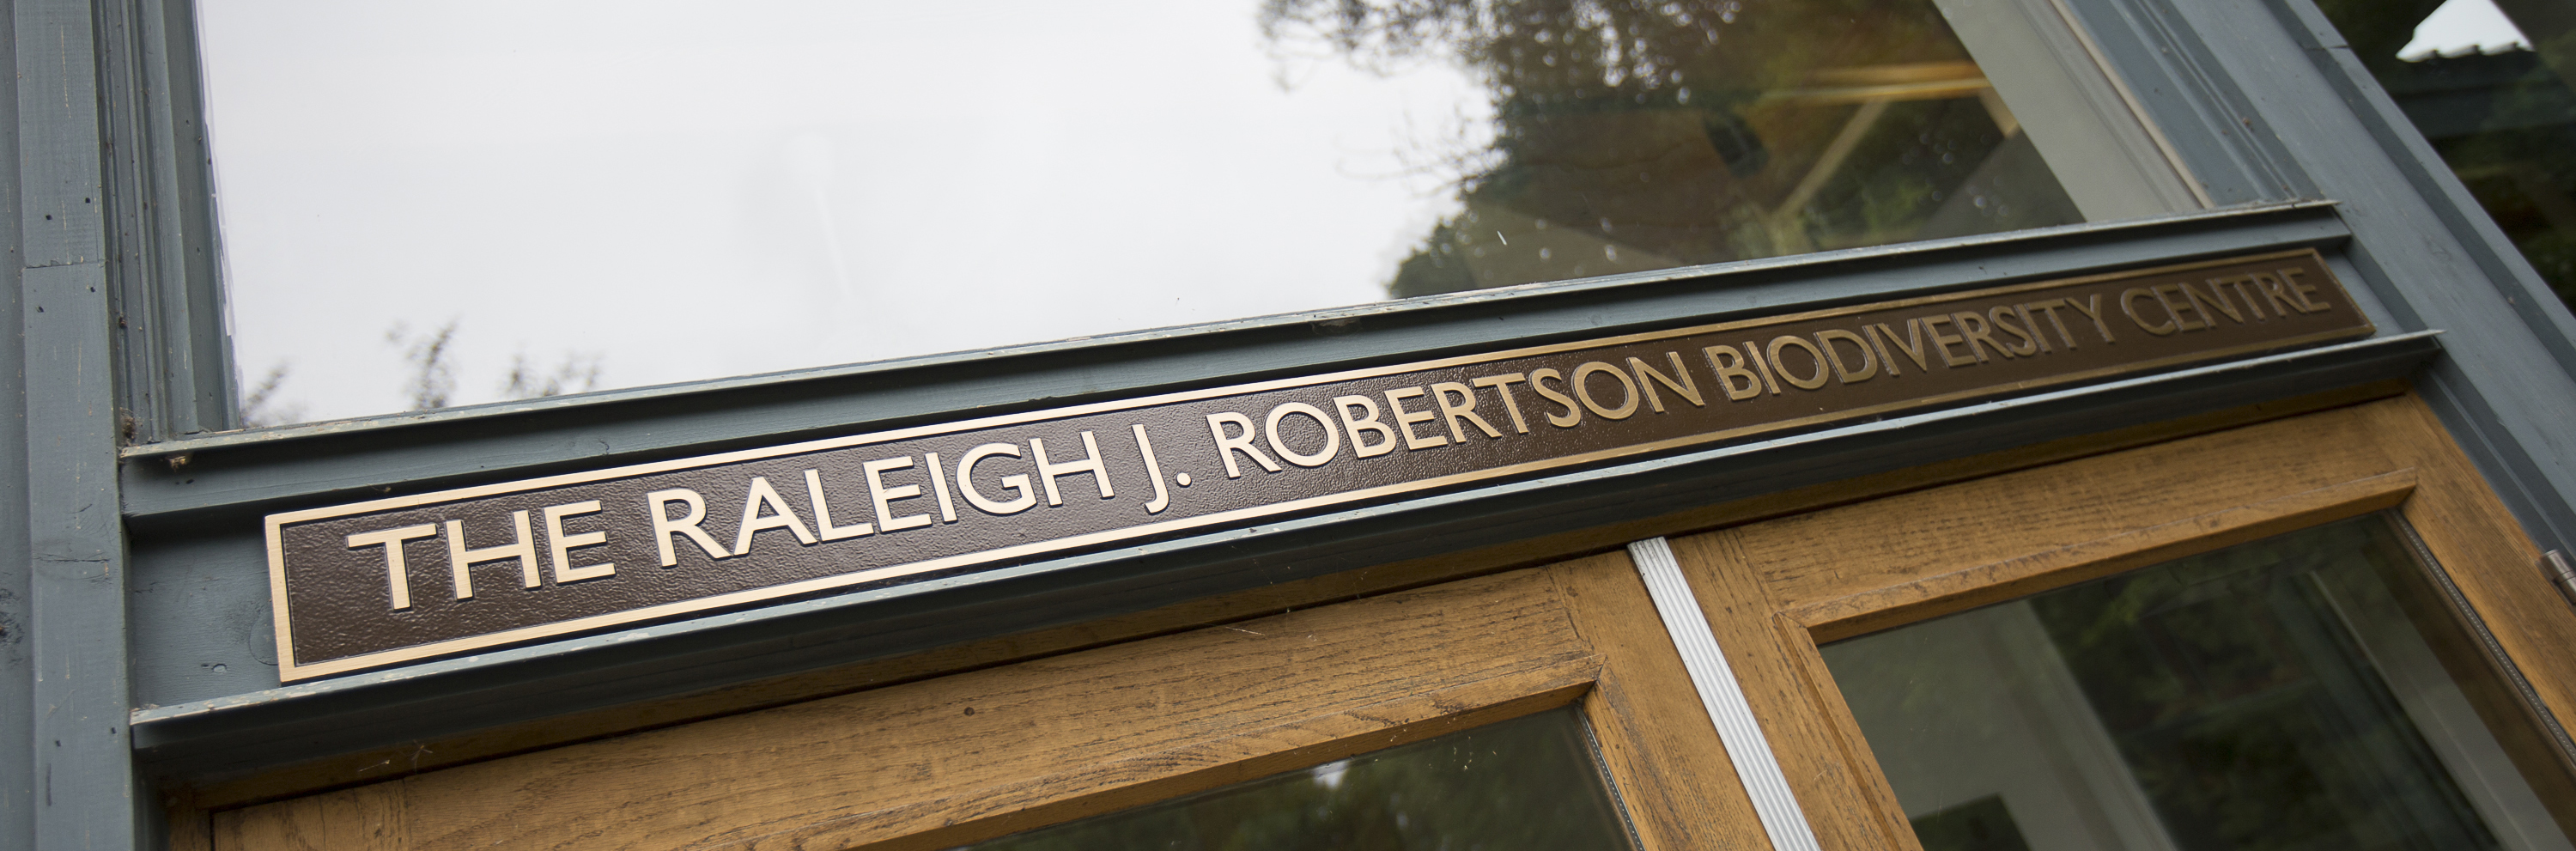 THE RALEIGH J. ROBERTSON BIODIVERSITY CENTRE